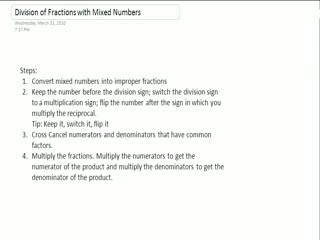 Division of Fractions with Mixed Numbers
Wednesday, March 31, 2010
7:57 PM
Steps:
1. Convert mixed numbers into improper fractions
2. Keep the number before the division sign; switch the division sign
to a multiplication sign; flip the number after the sign in which you
multiply the reciprocal.
Tip: Keep it, switch it, flip it
3. Cross Cancel numerators and denominators that have common
factors.
4. Multiply the fractions. Multiply the numerators to get the
numerator of the product and multiply the denominators to get the
denominator of the product.